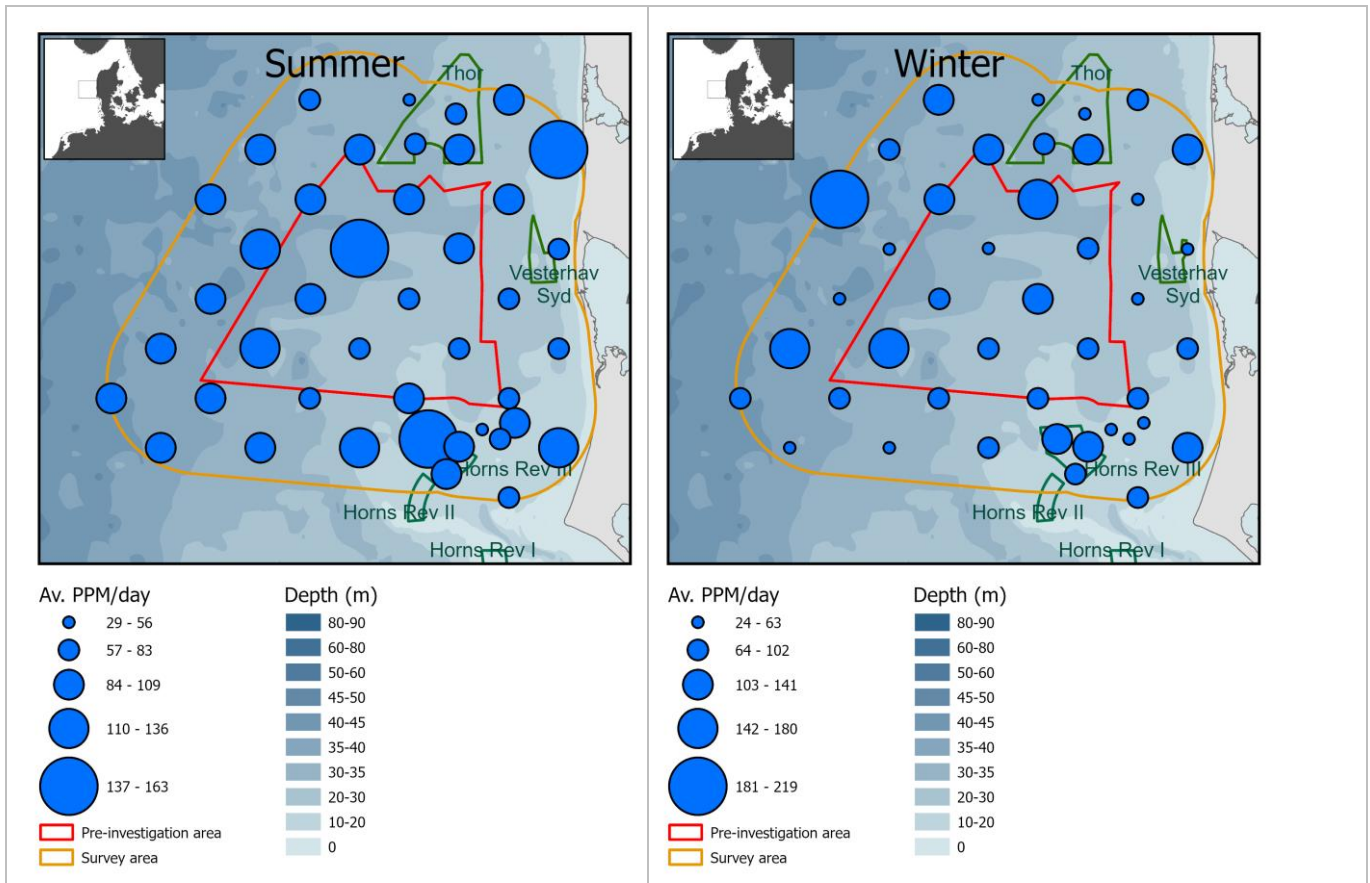 Summer
Thor
Vesterhav
Syd
Horns Rev III
Horns Rev II
Horns Rev I
Av. PPM/day
29 - 56
57 - 83
84 - 109
110 - 136
137 - 163
Pre-investigation area
Survey area
Depth (m)
80-90
60-80
50-60
45-50
40-45
35-40
30-35
20-30
10-20
0
Winter
Thor
Vesterhav
Syd
Horns Rev III
Horns Rev II
Horns Rev I
Av. PPM/day
24 - 63
64 - 102
103 - 141
142 - 180
181 - 219
Pre-investigation area
Survey area
Depth (m)
80-90
60-80
50-60
45-50
40-45
35-40
30-35
20-30
10-20
0